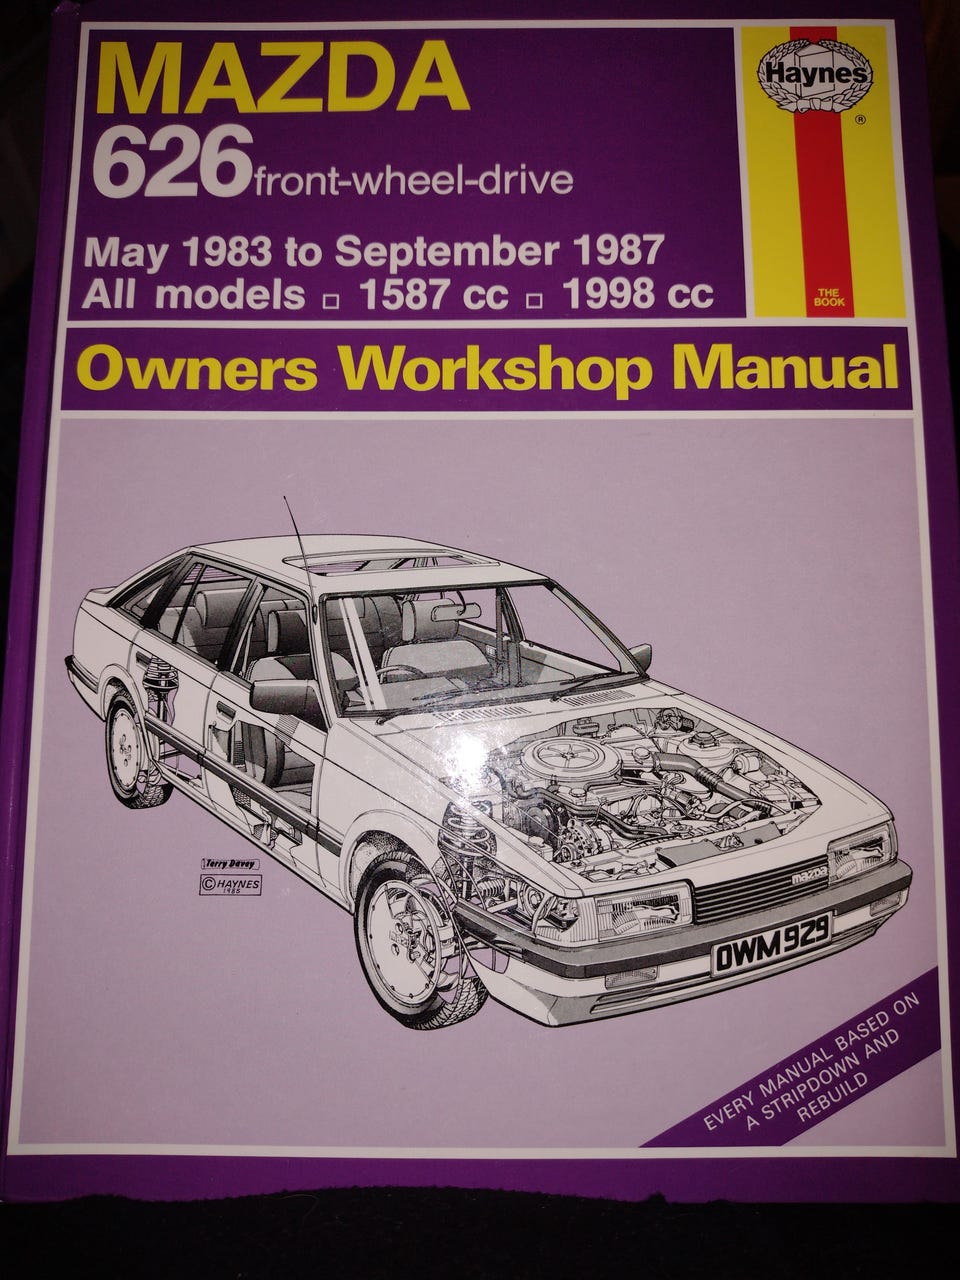 MAZDA
626 front-wheel-drive
May 1983 to September 1987
All models □ 1587 cc □ 1998 cc
Haynes
®
THE
BOOK
Owners Workshop Manual
Terry Davey
© HAYNES
1985
mazda
OWM 929
EVERY MANUAL BASED ON
A STRIPDOWN AND
REBUILD